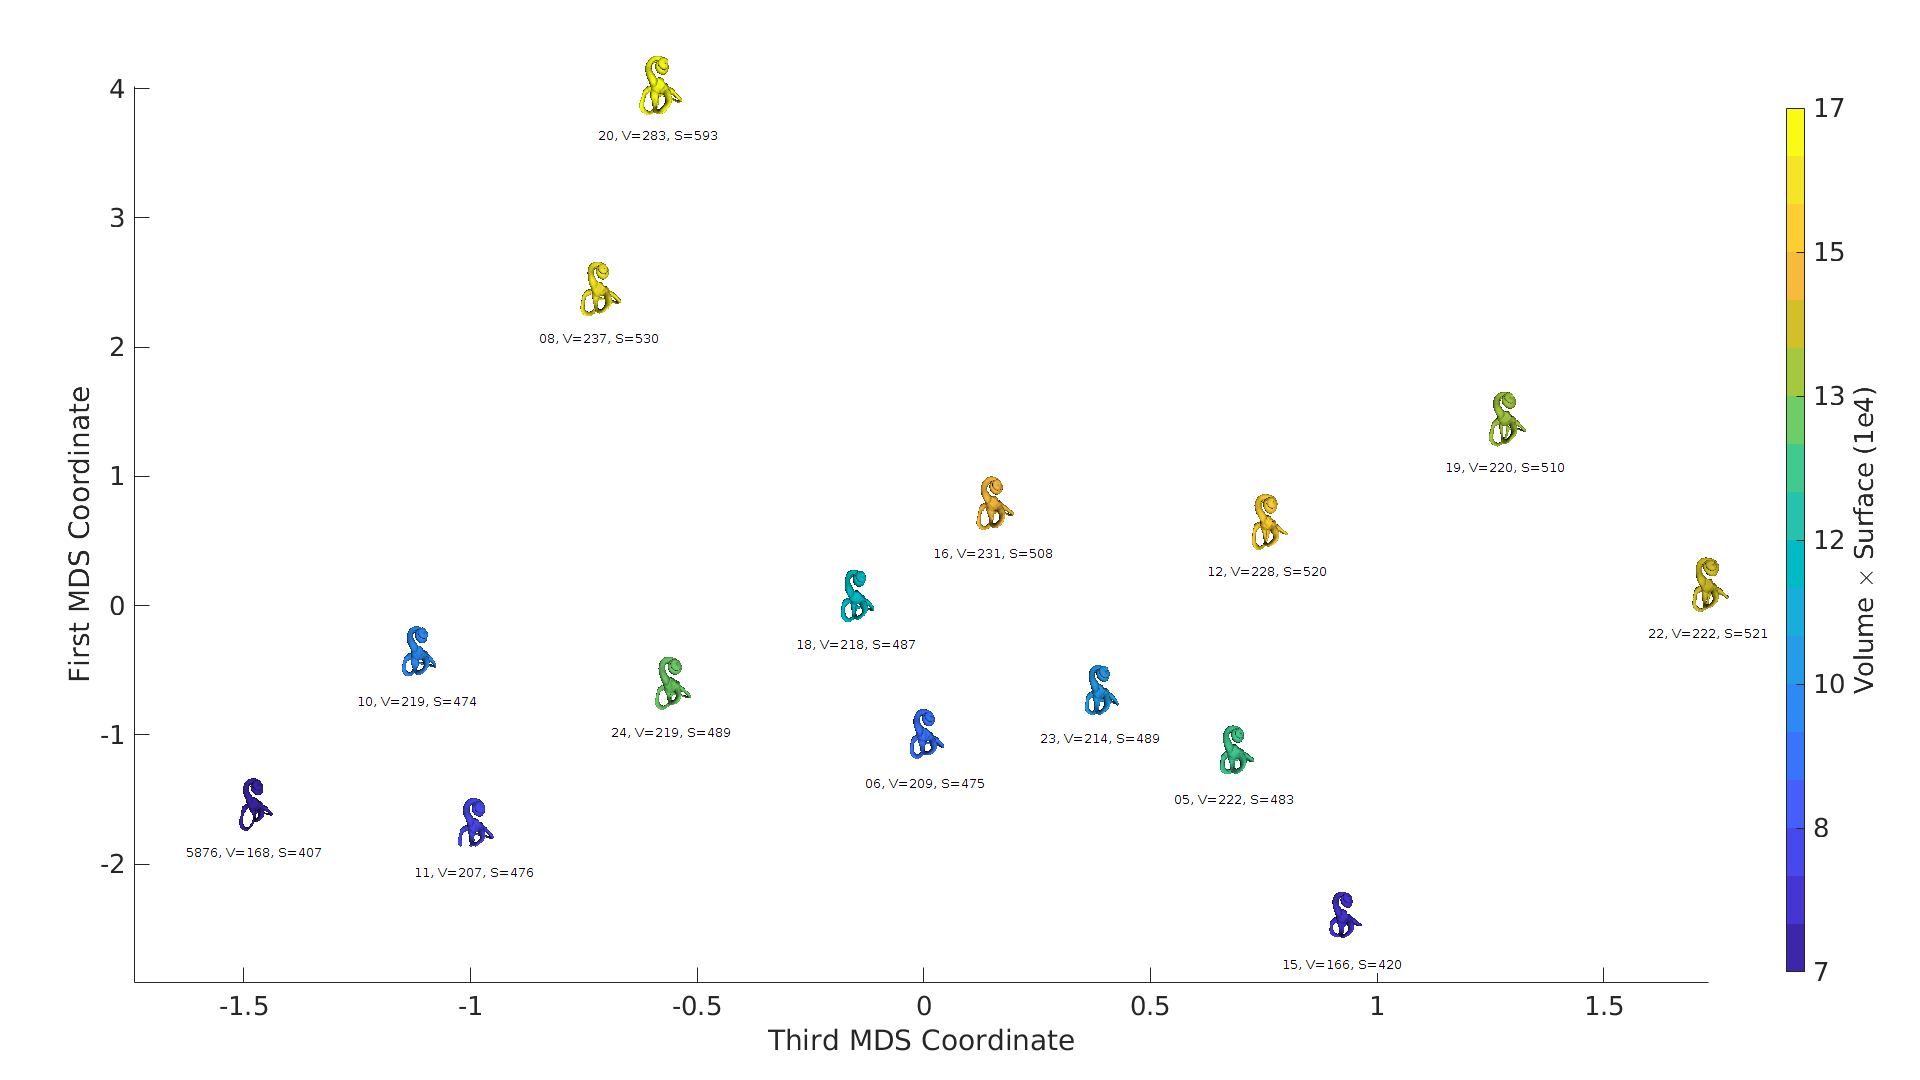 4
3
2
1
0
-1
-2
First MDS Coordinate
20, V=283, S=593
08, V=237, S=530
19, V=220, S=510
16, V=231, S=508
12, V=228, S=520
22, V=222, S=521
18, V=218, S=487
10, V=219, S=474
24, V=219, S=489
23, V=214, S=489
06, V=209, S=475
05, V=222, S=483
5876, V=168, S=407
11, V=207, S=476
15, V=166, S=420
-1.5 -1 -0.5 0 0.5 1 1.5
Third MDS Coordinate
17
15
13
12
10
8
7
Volume × Surface (1e4)